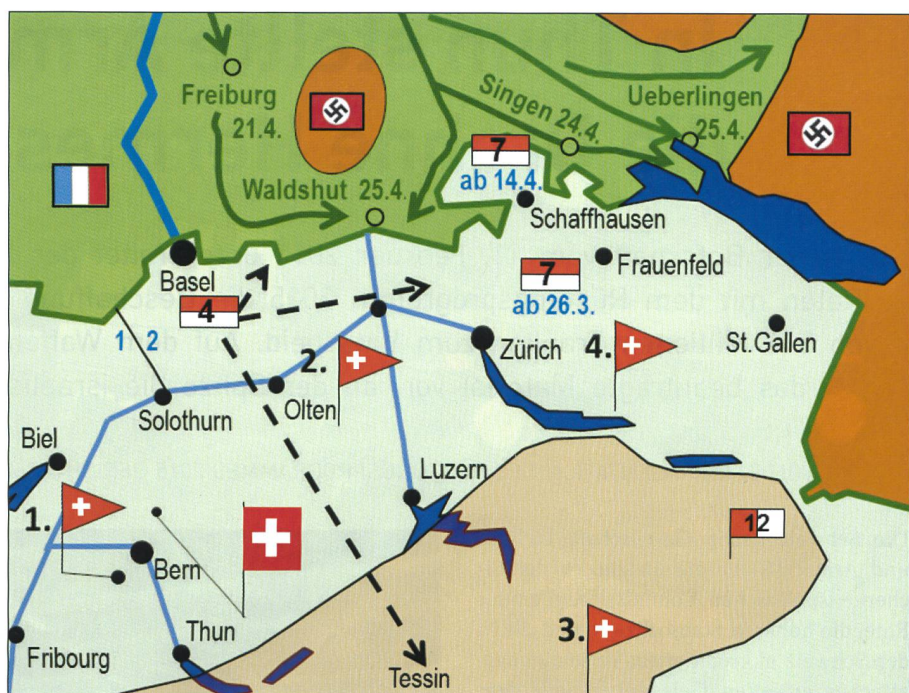 Freiburg
21.4.
Singen 24.4.
Ueberlingen
25.4.
7
ab 14.4.
Waldshut 25.4.
Schaffhausen
Basel
4
7
ab 26.3.
Frauenfeld
1
2
2.
Zürich
4.
St.Gallen
Solothurn
Olten
Biel
Luzern
1.
Bern
12
Thun
3.
Fribourg
Tessin